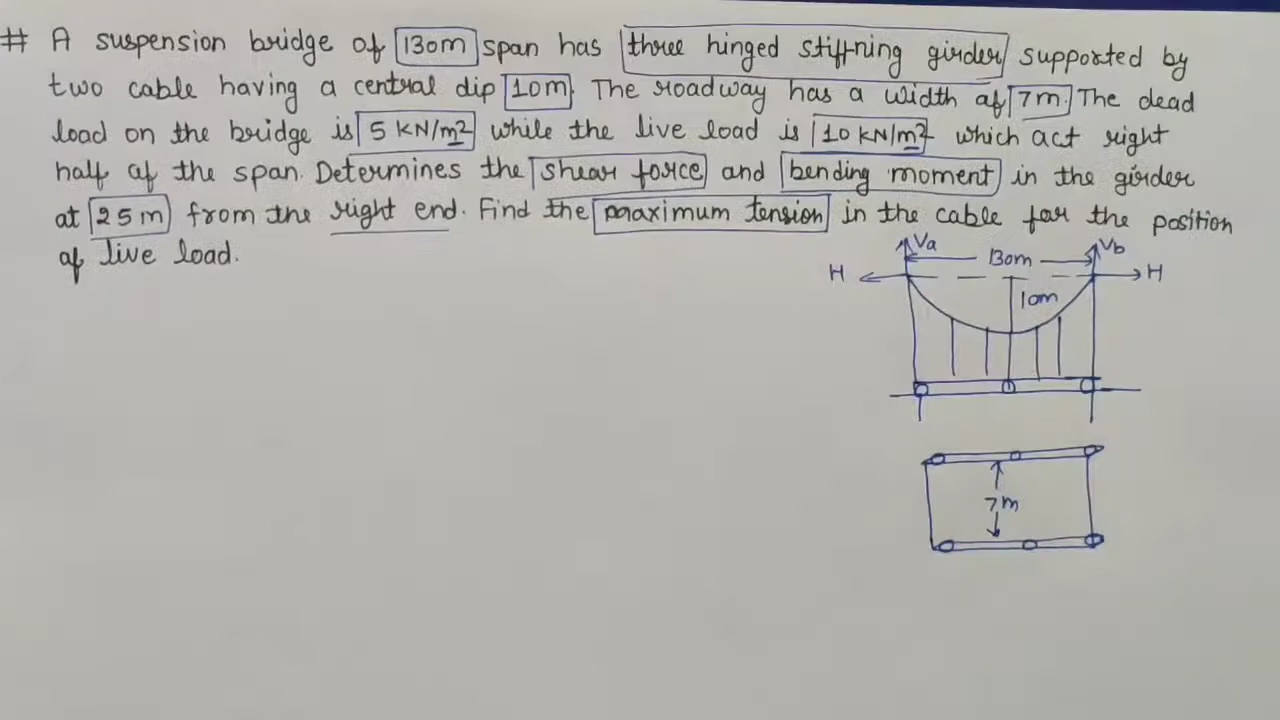 # A suspension bridge of 130m span has three hinged stiffning girder supported by
two cable having a central dip 10m. The roadway has a width of 7m. The dead
load on the bridge is 5 KN/m2 while the live load is 10 KN/m2 which act right
half of the span. Determines the shear force and bending moment in the girder
at 25m from the right end. Find the maximum tension in the cable for the position
of live load.
Va 130m Vb
H H
10m
7m